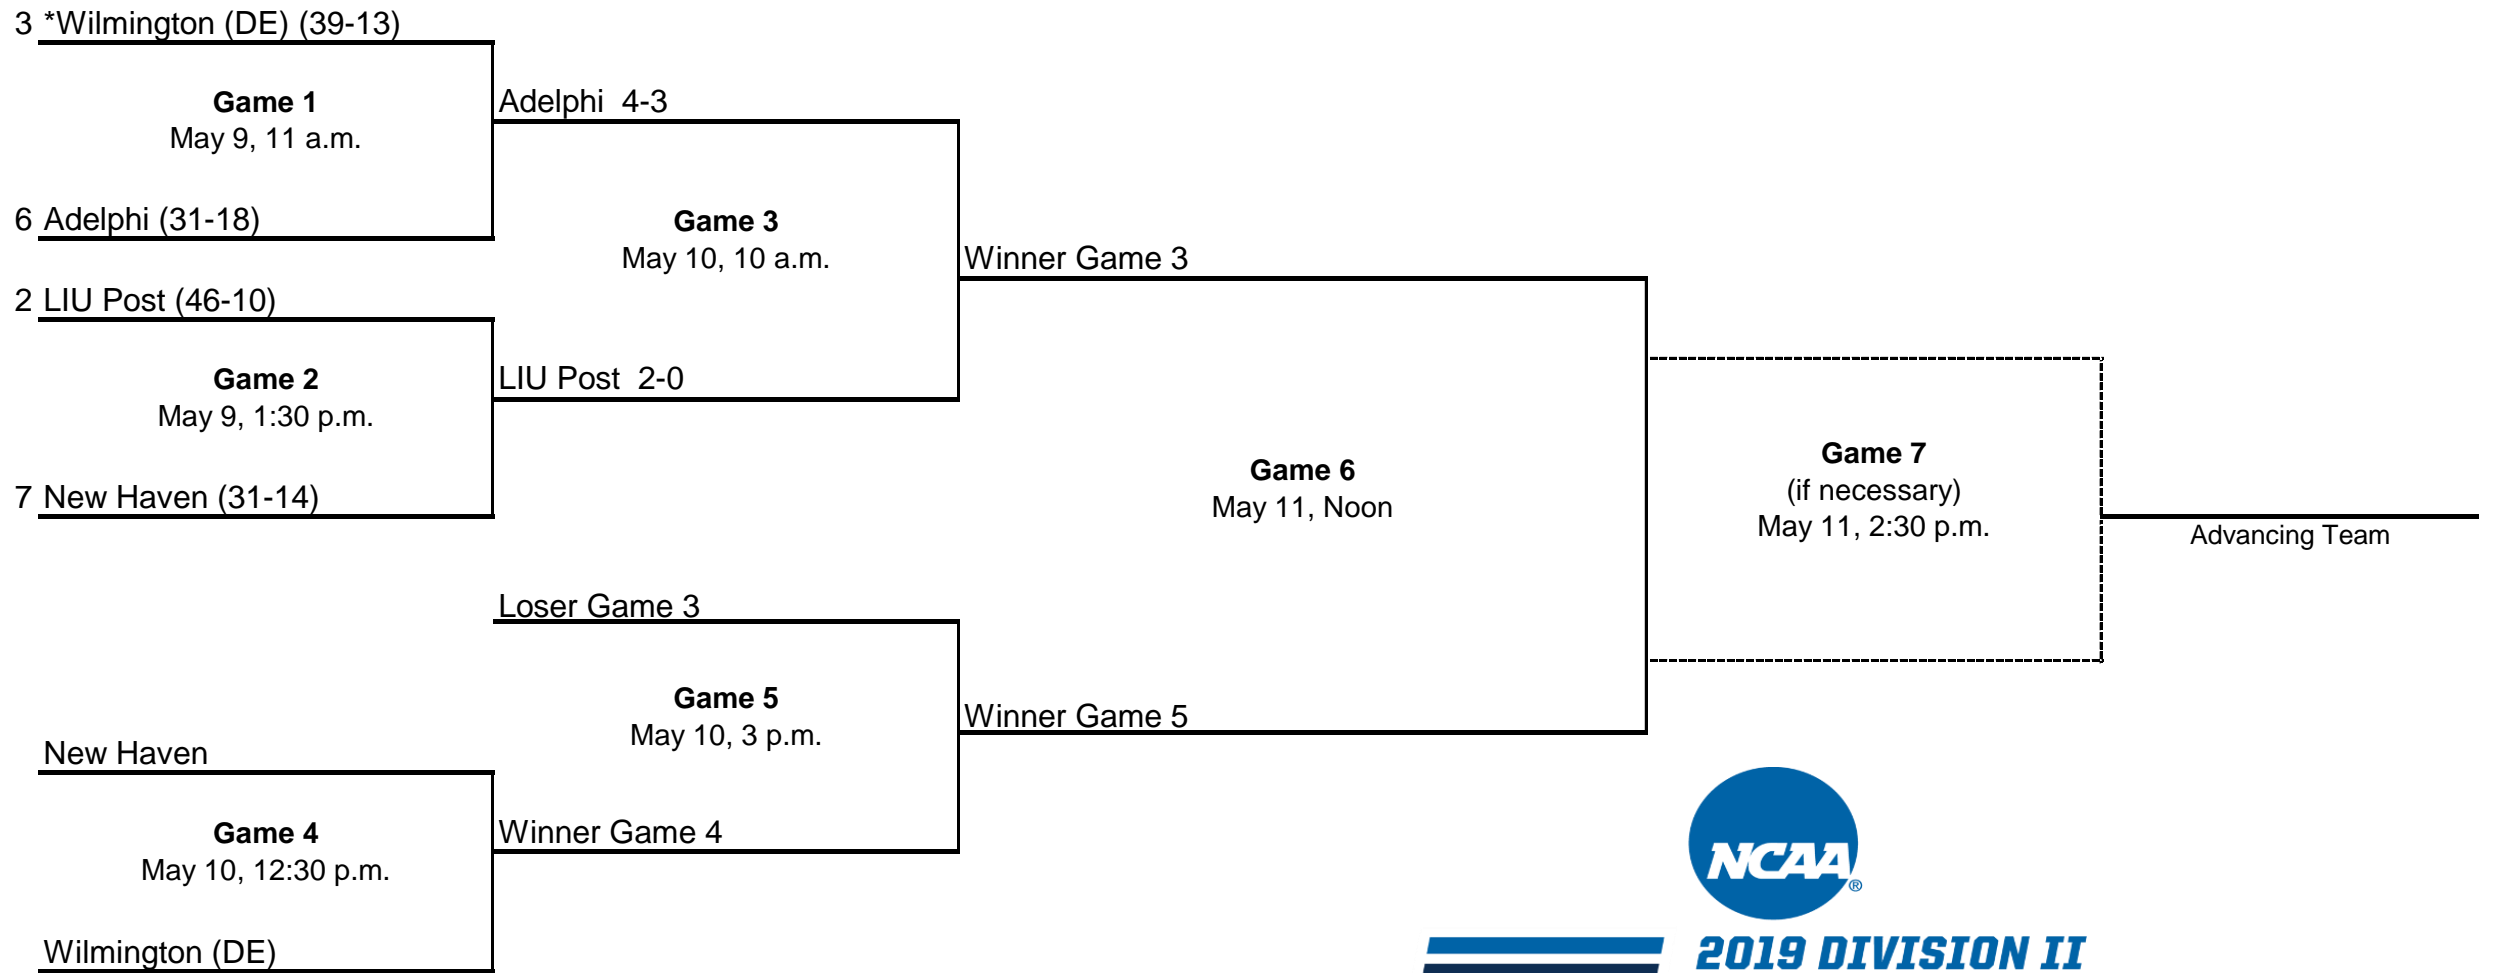 3 *Wilmington (DE) (39-13)
Game 1
May 9, 11 a.m.
Adelphi  4-3
6 Adelphi (31-18)
Game 3
May 10, 10 a.m.
Winner Game 3
2 LIU Post (46-10)
Game 2
May 9, 1:30 p.m.
LIU Post  2-0
7 New Haven (31-14)
Game 6
May 11, Noon
Game 7
(if necessary)
May 11, 2:30 p.m.
Advancing Team
Loser Game 3
Game 5
May 10, 3 p.m.
Winner Game 5
New Haven
Game 4
May 10, 12:30 p.m.
Winner Game 4
Wilmington (DE)
NCAA®
2019 DIVISION II